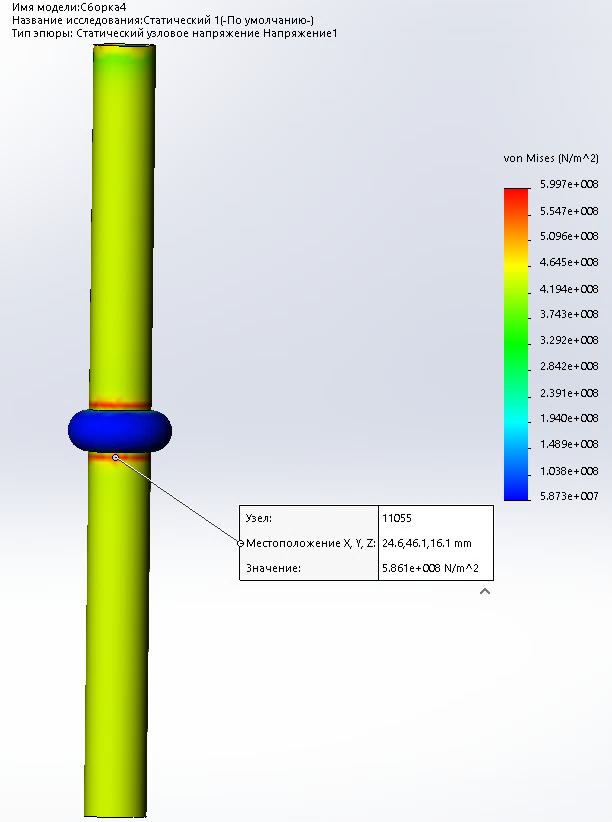 Имя модели:Сборка4
Название исследования:Статический 1(-По умолчанию-)
Тип эпюры: Статический узловое напряжение Напряжение1
von Mises (N/m^2)
5.997e+008
5.547e+008
5.096e+008
4.645e+008
4.194e+008
3.743e+008
3.292e+008
2.842e+008
2.391e+008
1.940e+008
1.489e+008
1.038e+008
5.873e+007
Узел: 11055
Местоположение X, Y, Z: 24.6,46.1,16.1 mm
Значение: 5.861e+008 N/m^2